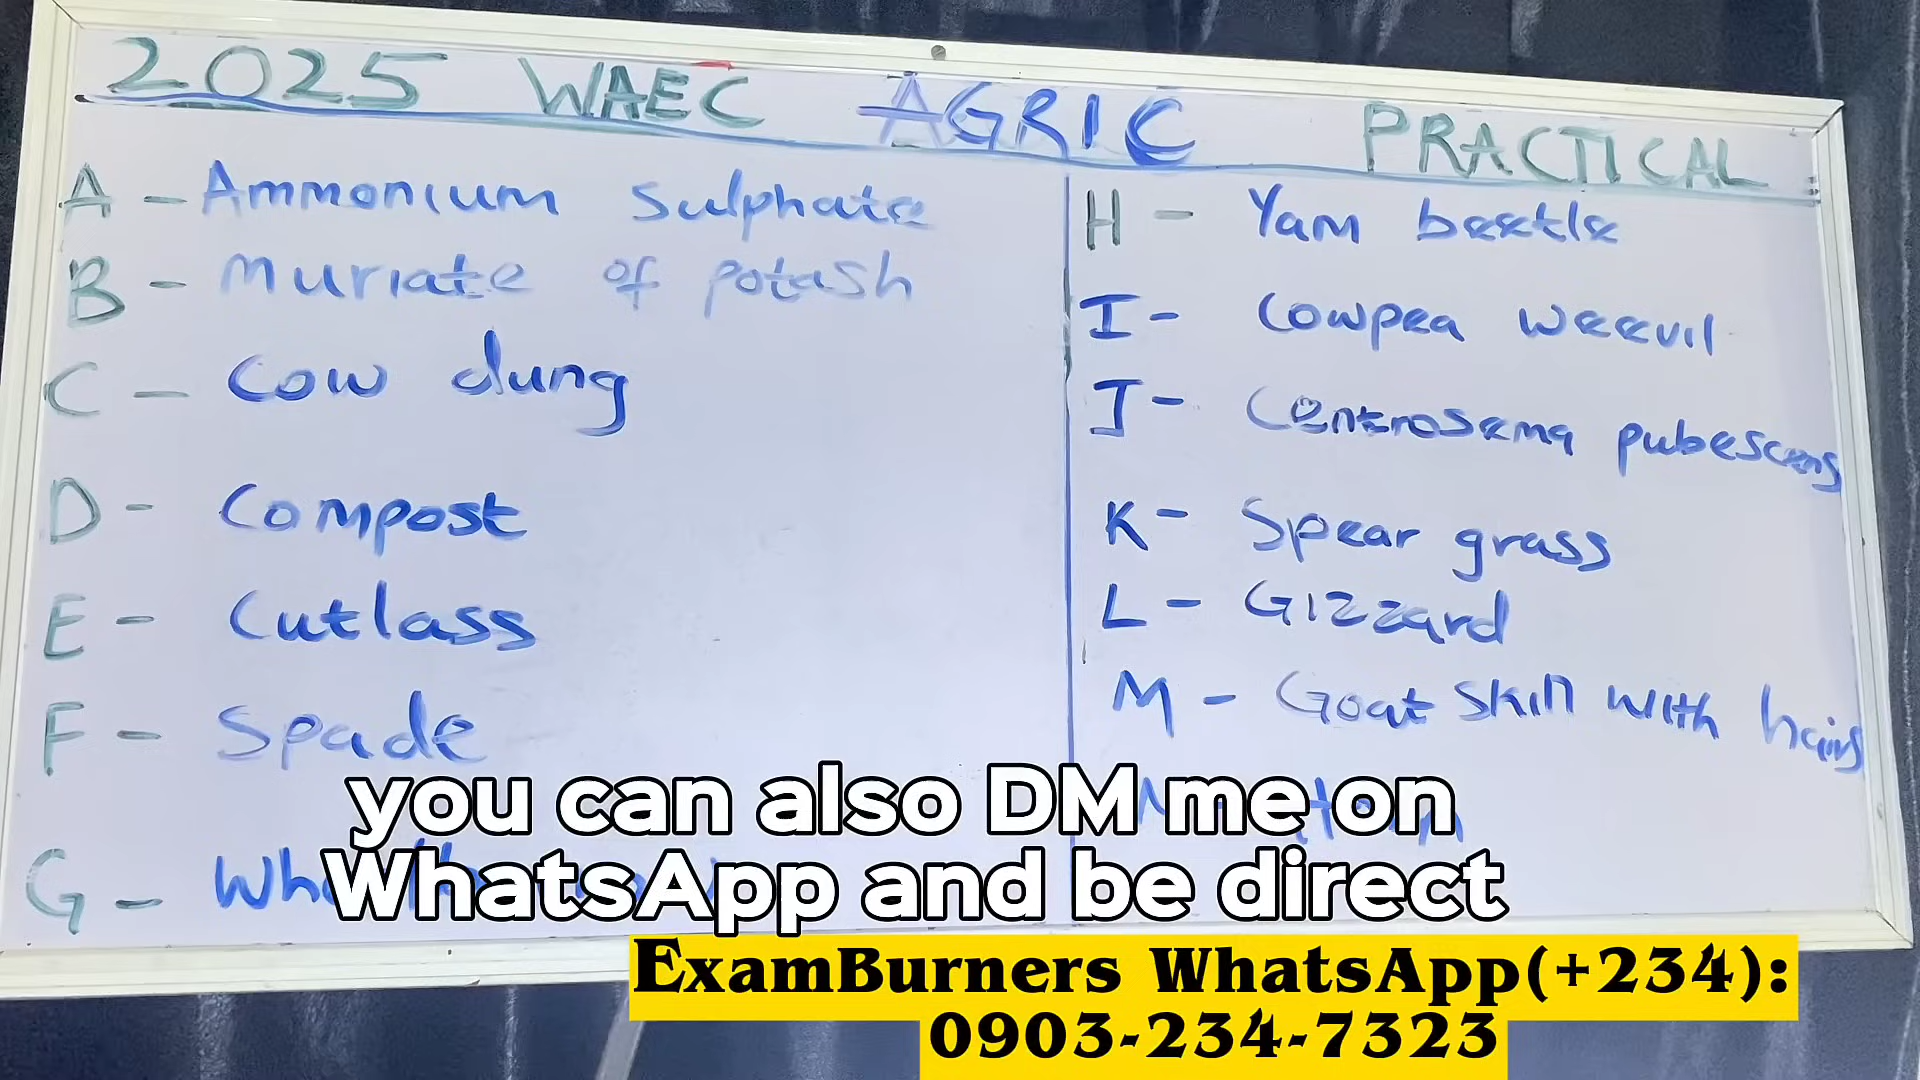 2025 WAEC AGRIC PRACTICAL
A - Ammonium Sulphate
B - Muriate of potash
C - Cow dung
D - Compost
E - Cutlass
F - Spade
G -
H - Yam beetle
I - Cowpea weevil
J - Centrosema pubescens
K - Spear grass
L - Gizzard
M - Goat skin with hairs
you can also DM me on
WhatsApp and be direct
ExamBurners WhatsApp(+234):
0903-234-7323